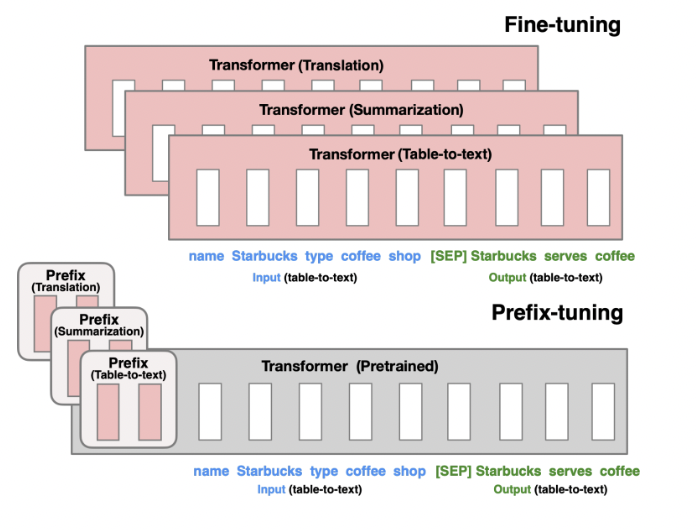 Fine-tuning
Transformer (Translation)
Transformer (Summarization)
Transformer (Table-to-text)
name Starbucks type coffee shop [SEP] Starbucks serves coffee
Input (table-to-text) Output (table-to-text)
Prefix-tuning
Prefix
(Translation)
Prefix
(Summarization)
Prefix
(Table-to-text)
Transformer (Pretrained)
name Starbucks type coffee shop [SEP] Starbucks serves coffee
Input (table-to-text) Output (table-to-text)